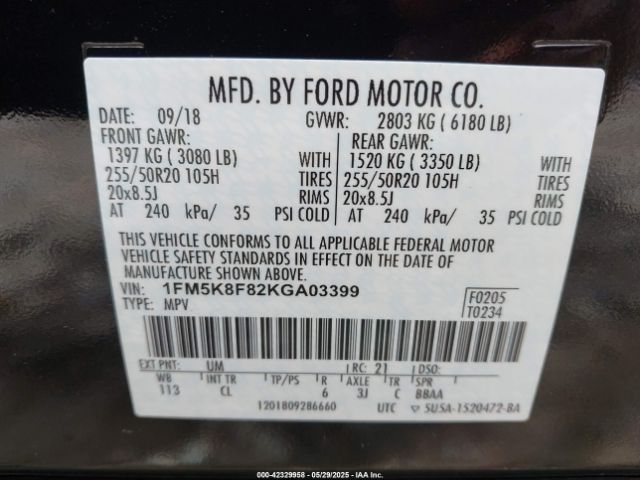 MFD. BY FORD MOTOR CO.
DATE: 09/18 GVWR: 2803 KG ( 6180 LB)
FRONT GAWR: REAR GAWR:
1397 KG ( 3080 LB) WITH 1520 KG ( 3350 LB) WITH
255/50R20 105H TIRES 255/50R20 105H TIRES
20x8.5J RIMS 20x8.5J RIMS
AT 240 kPa/ 35 PSI COLD AT 240 kPa/ 35 PSI COLD
THIS VEHICLE CONFORMS TO ALL APPLICABLE FEDERAL MOTOR
VEHICLE SAFETY STANDARDS IN EFFECT ON THE DATE OF
MANUFACTURE SHOWN ABOVE.
VIN: 1FM5K8F82KGA03399 F0205
TYPE: MPV T0234
EXT PNT: UM RC: 21 DSO:
WB INT TR TP/PS R AXLE TR SPR
113 CL 6 3J C BBAA
1201809286660 UTC ▽ SU5A-1520472-BA
000-42329958 - 05/29/2025 - IAA Inc.